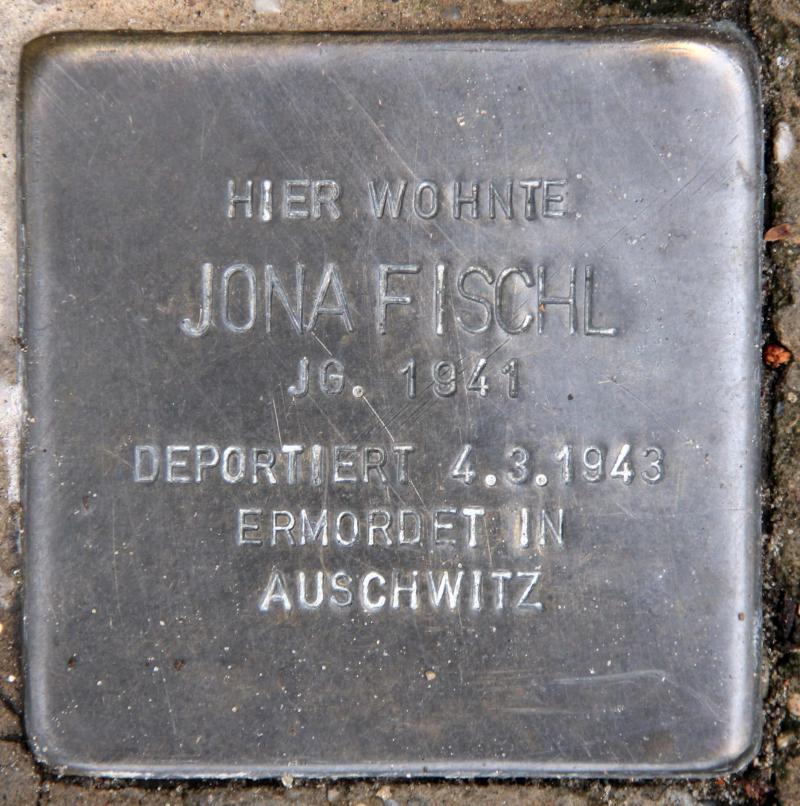 HIER WOHNTE
JONA FISCHL
JG. 1941
DEPORTIERT 4.3.1943
ERMORDET IN
AUSCHWITZ